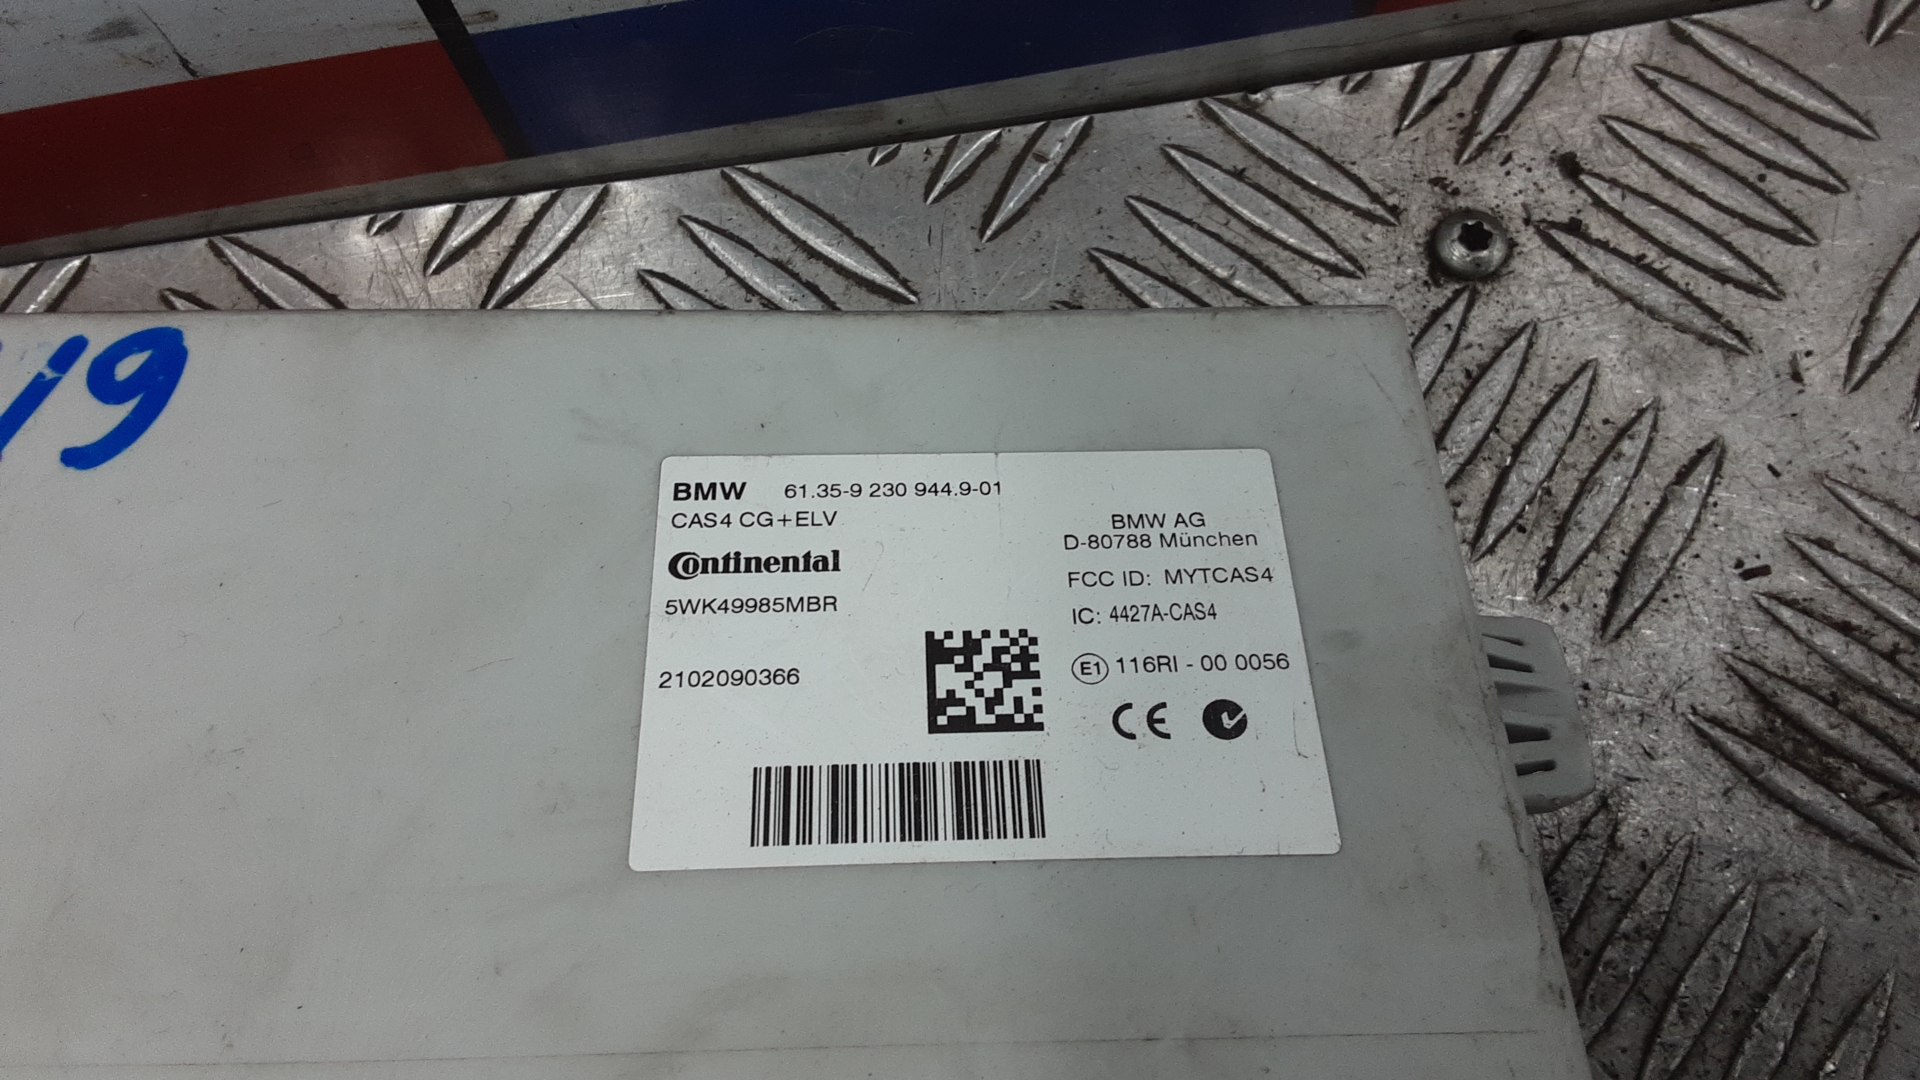 19
BMW 61.35-9 230 944.9-01
CAS4 CG+ELV
Continental
5WK49985MBR
2102090366
BMW AG
D-80788 München
FCC ID: MYTCAS4
IC: 4427A-CAS4
E1 116RI - 00 0056
CE